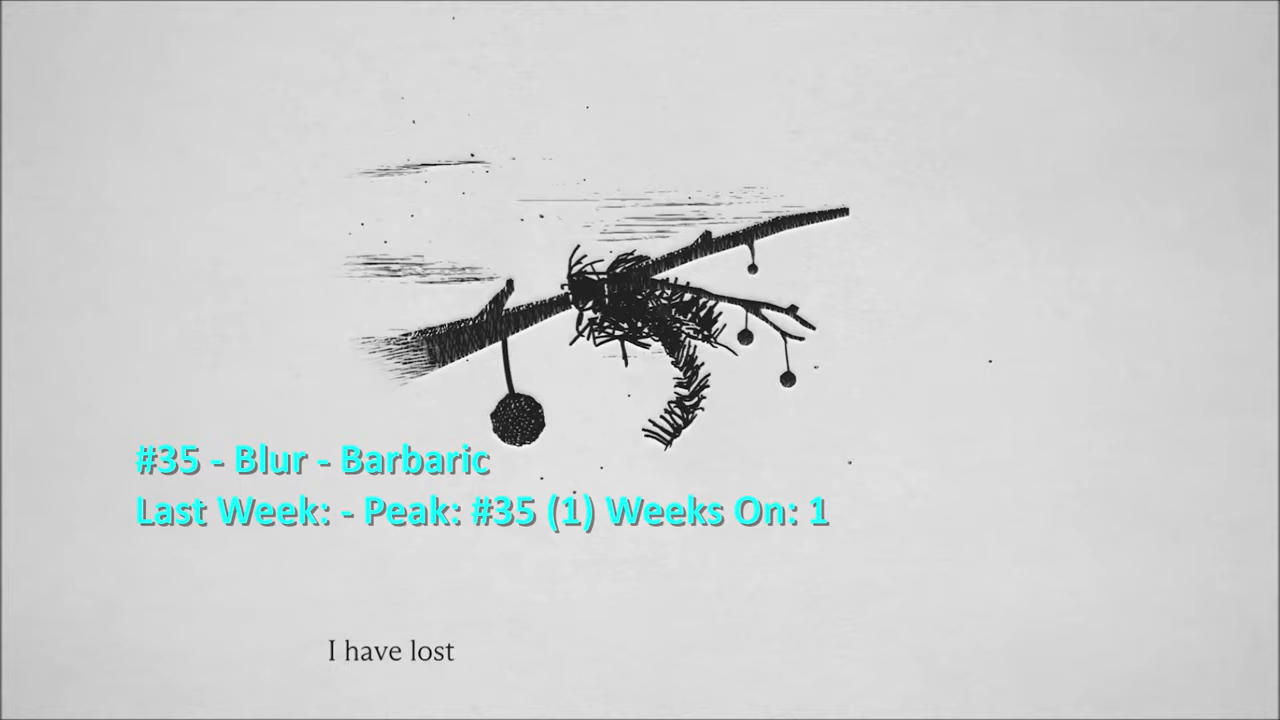 #35 - Blur - Barbaric
Last Week: - Peak: #35 (1) Weeks On: 1
I have lost